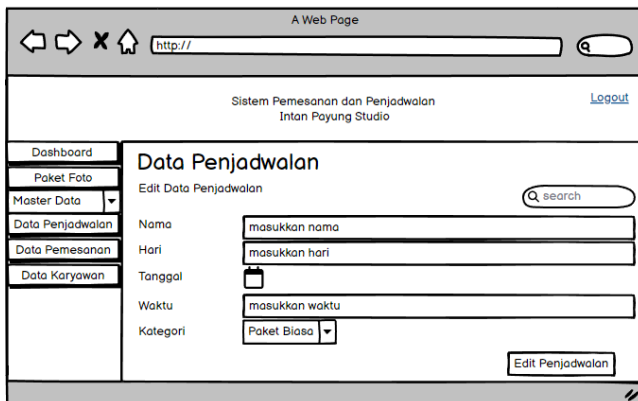 A Web Page
http://
Sistem Pemesanan dan Penjadwalan
Intan Payung Studio
Logout
Dashboard
Paket Foto
Master Data
Data Penjadwalan
Data Pemesanan
Data Karyawan
Data Penjadwalan
Edit Data Penjadwalan
search
Nama masukkan nama
Hari masukkan hari
Tanggal
Waktu masukkan waktu
Kategori Paket Biasa
Edit Penjadwalan